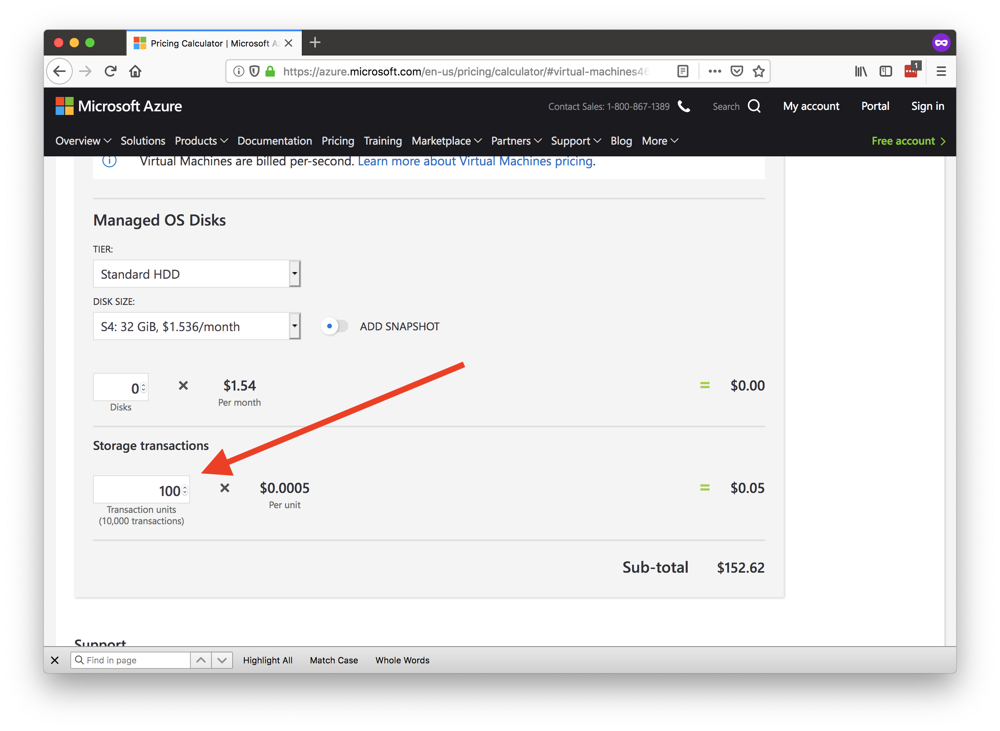 Pricing Calculator | Microsoft Az
https://azure.microsoft.com/en-us/pricing/calculator/#virtual-machines46
1
Microsoft Azure
Contact Sales: 1-800-867-1389
Search
My account
Portal
Sign in
Overview
Solutions
Products
Documentation
Pricing
Training
Marketplace
Partners
Support
Blog
More
Free account
Virtual Machines are billed per-second. Learn more about Virtual Machines pricing.
Managed OS Disks
TIER:
Standard HDD
DISK SIZE:
S4: 32 GiB, $1.536/month
ADD SNAPSHOT
0 × $1.54 = $0.00
Disks
Per month
Storage transactions
100 × $0.0005 = $0.05
Transaction units
(10,000 transactions)
Per unit
Sub-total $152.62
Support
Find in page
Highlight All
Match Case
Whole Words